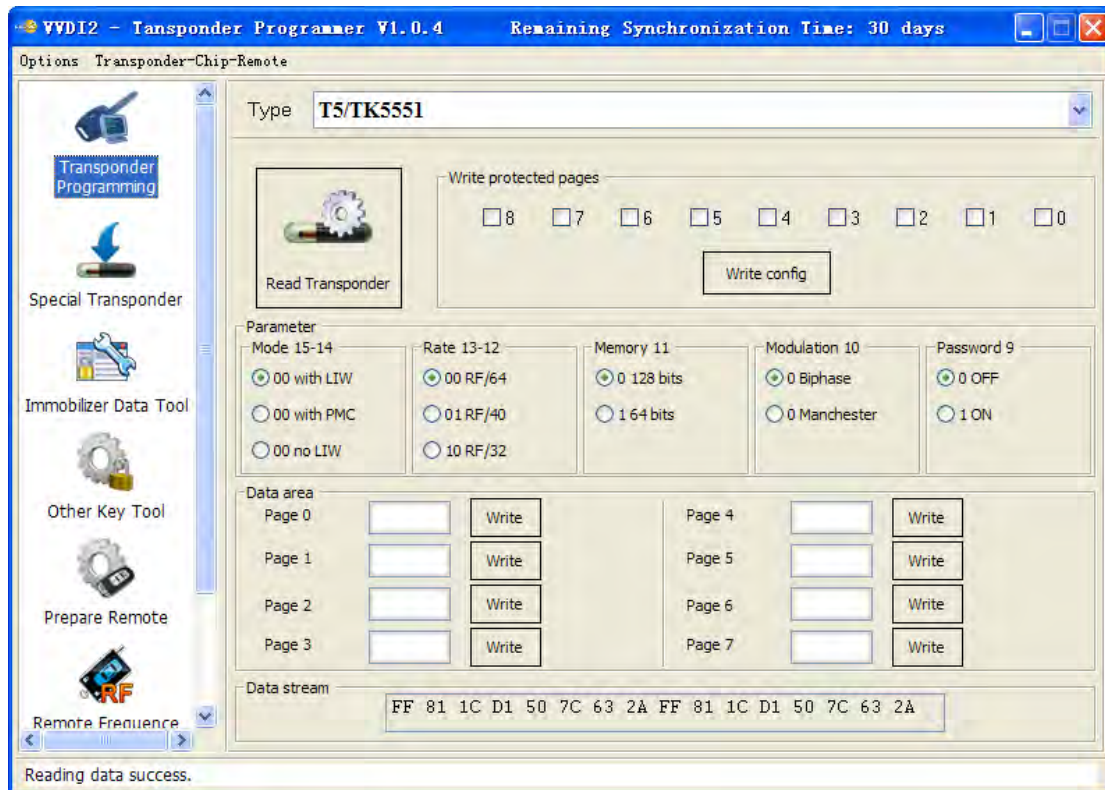 VVDI2 - Tansponder Programmer V1.0.4 Remaining Synchronization Time: 30 days
Options Transponder-Chip-Remote
Transponder
Programming
Special Transponder
Immobilizer Data Tool
Other Key Tool
Prepare Remote
RF
Remote Frequence
Type T5/TK5551
Read Transponder
Write protected pages
8 7 6 5 4 3 2 1 0
Write config
Parameter
Mode 15-14 Rate 13-12 Memory 11 Modulation 10 Password 9
00 with LIW 00 RF/64 0 128 bits 0 Biphase 0 OFF
00 with PMC 01 RF/40 1 64 bits 0 Manchester 1 ON
00 no LIW 10 RF/32
Data area
Page 0 Write Page 4 Write
Page 1 Write Page 5 Write
Page 2 Write Page 6 Write
Page 3 Write Page 7 Write
Data stream
FF 81 1C D1 50 7C 63 2A FF 81 1C D1 50 7C 63 2A
Reading data success.